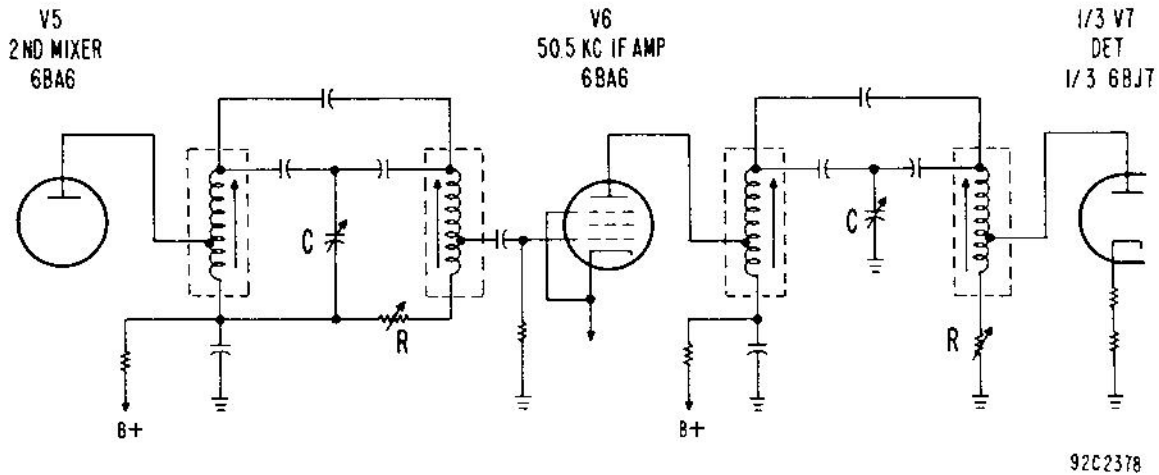 V5
2ND MIXER
6BA6
V6
50.5 KC IF AMP
6BA6
1/3 V7
DET
1/3 6BJ7
C
R
B+
C
R
B+
92C2378